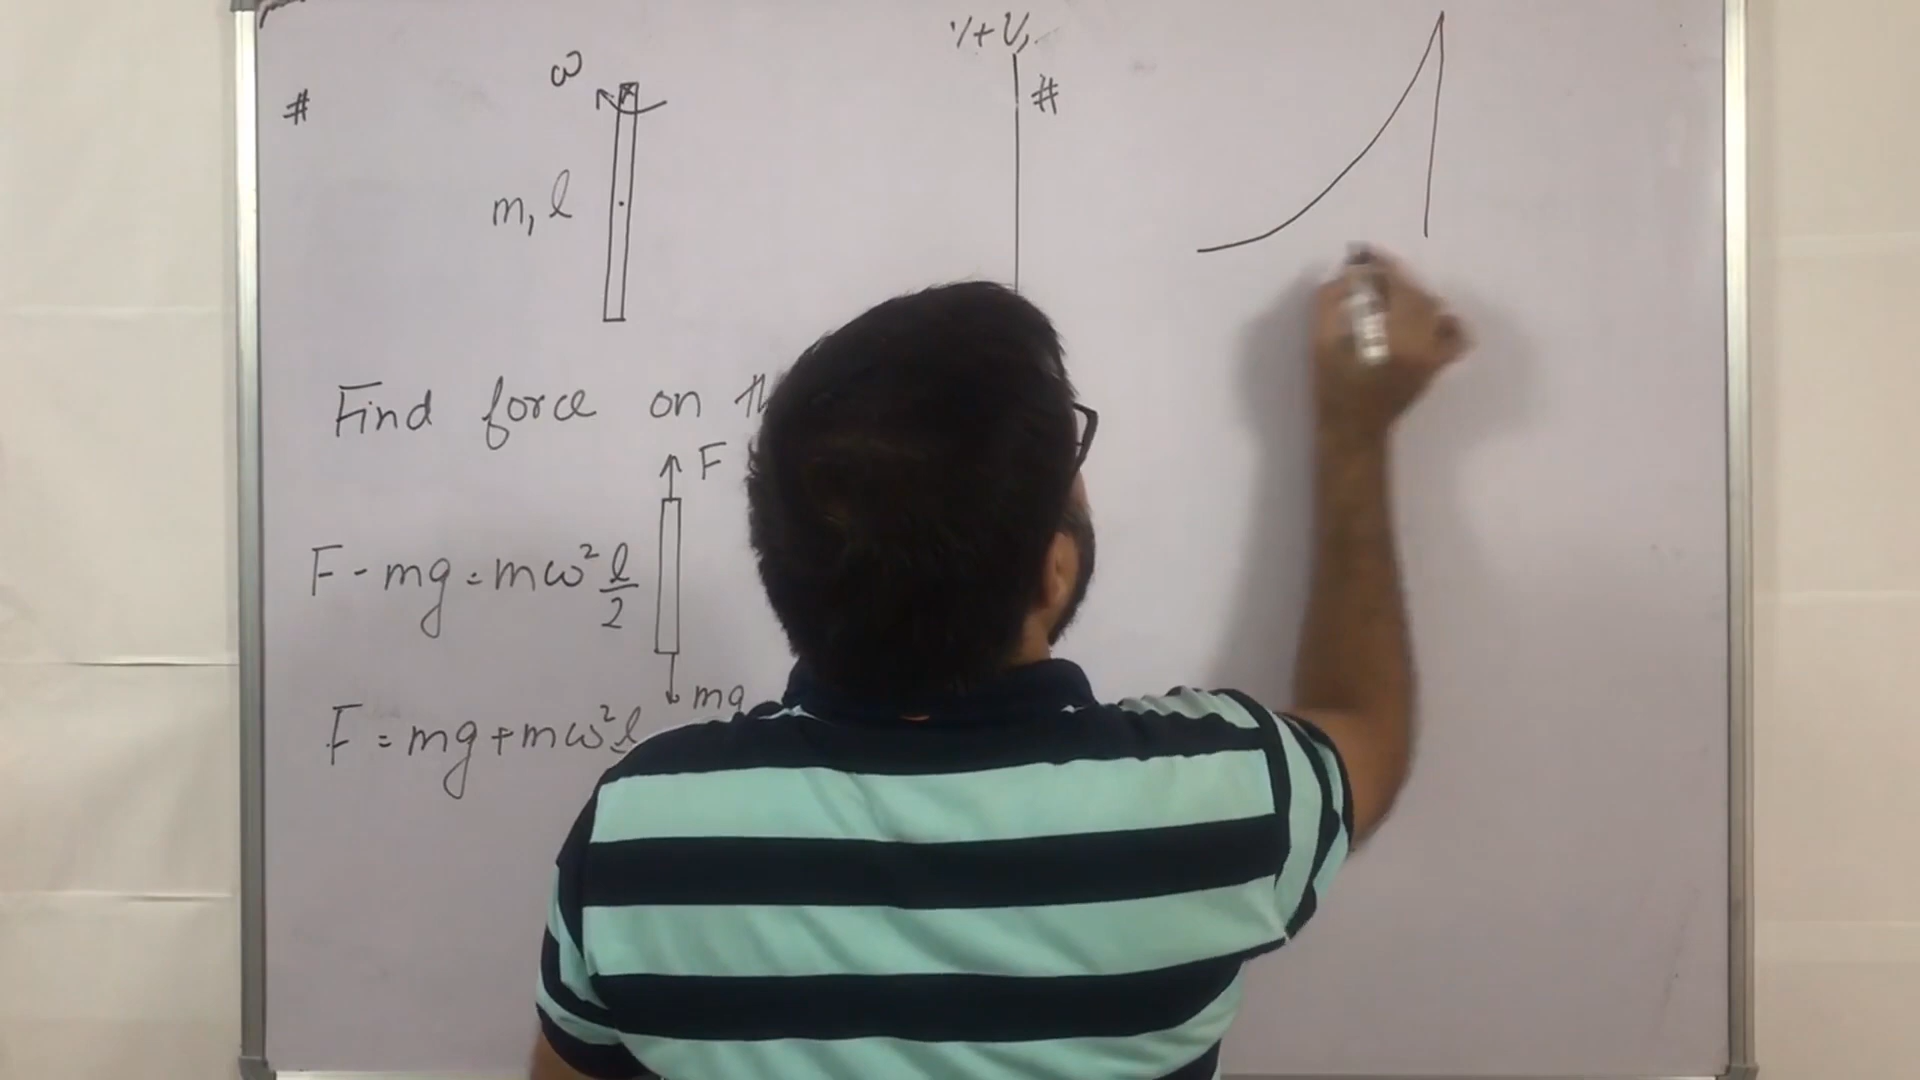 #
ω
m, l
Find force on
F
F - mg = mω² l/2
mg
F = mg + mω² l
#